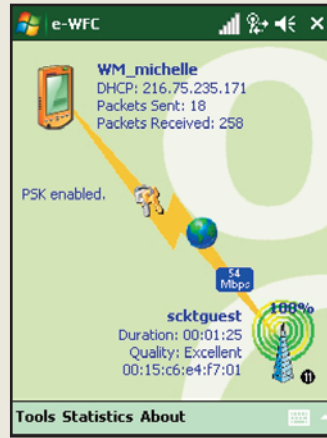 e-WFC
WM_michelle
DHCP: 216.75.235.171
Packets Sent: 18
Packets Received: 258
PSK enabled.
54
Mbps
100%
scktguest
Duration: 00:01:25
Quality: Excellent
00:15:c6:e4:f7:01
11
Tools Statistics About